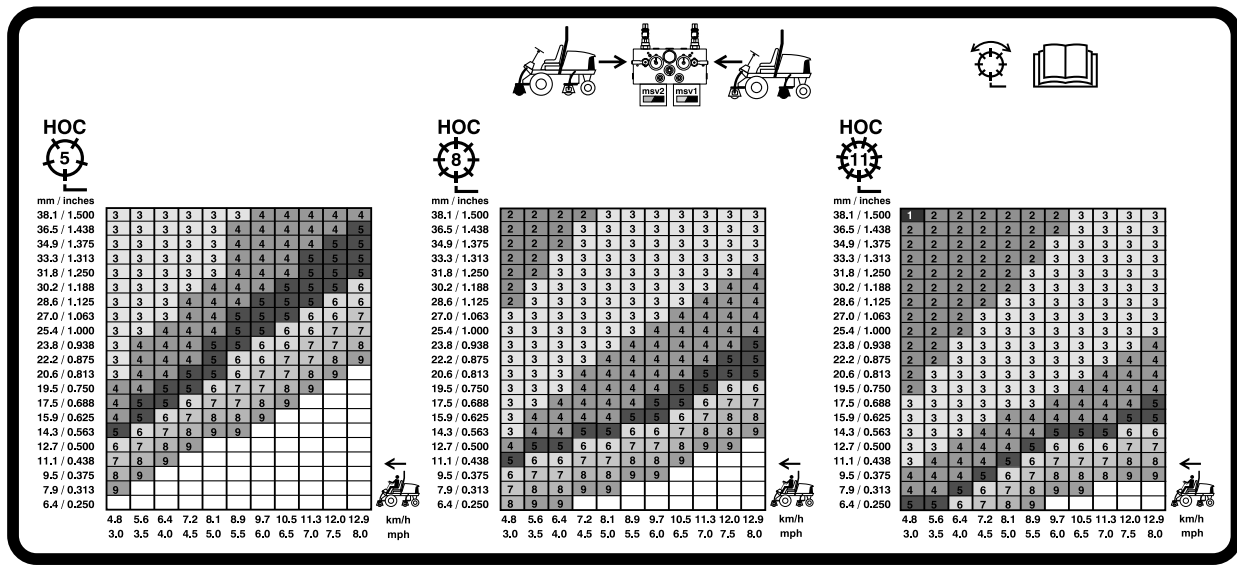 msv2 msv1
HOC
5
mm / inches
38.1 / 1.500 3 3 3 3 3 3 4 4 4 4 4
36.5 / 1.438 3 3 3 3 3 4 4 4 4 4 5
34.9 / 1.375 3 3 3 3 3 4 4 4 4 5 5
33.3 / 1.313 3 3 3 3 3 4 4 4 5 5 5
31.8 / 1.250 3 3 3 3 3 4 4 4 5 5 5
30.2 / 1.188 3 3 3 3 4 4 4 5 5 5 6
28.6 / 1.125 3 3 3 3 4 4 5 5 5 6 6
27.0 / 1.063 3 3 3 4 4 5 5 5 6 6 7
25.4 / 1.000 3 3 4 4 4 5 5 6 6 7 7
23.8 / 0.938 3 4 4 4 5 5 6 6 7 7 8
22.2 / 0.875 3 4 4 4 5 6 6 7 7 8 9
20.6 / 0.813 3 4 4 4 5 6 7 7 8 9
19.5 / 0.750 4 4 5 5 6 7 7 8 9
17.5 / 0.688 4 5 5 6 7 7 8 9
15.9 / 0.625 4 5 6 7 8 8 9
14.3 / 0.563 5 6 7 8 9 9
12.7 / 0.500 6 7 8 9
11.1 / 0.438 7 8 9
9.5 / 0.375 8 9
7.9 / 0.313 9
6.4 / 0.250
4.8 5.6 6.4 7.2 8.1 8.9 9.7 10.5 11.3 12.0 12.9 km/h
3.0 3.5 4.0 4.5 5.0 5.5 6.0 6.5 7.0 7.5 8.0 mph
HOC
8
mm / inches
38.1 / 1.500 2 2 2 2 3 3 3 3 3 3 3
36.5 / 1.438 2 2 2 3 3 3 3 3 3 3 3
34.9 / 1.375 2 2 2 3 3 3 3 3 3 3 3
33.3 / 1.313 2 2 3 3 3 3 3 3 3 3 3
31.8 / 1.250 2 2 3 3 3 3 3 3 3 3 4
30.2 / 1.188 2 3 3 3 3 3 3 3 3 4 4
28.6 / 1.125 2 3 3 3 3 3 3 3 4 4 4
27.0 / 1.063 3 3 3 3 3 3 3 4 4 4 4
25.4 / 1.000 3 3 3 3 3 3 4 4 4 4 4
23.8 / 0.938 3 3 3 3 3 4 4 4 4 4 5
22.2 / 0.875 3 3 3 3 4 4 4 4 4 5 5
20.6 / 0.813 3 3 3 4 4 4 4 4 5 5 5
19.5 / 0.750 3 3 3 4 4 4 4 5 5 6 6
17.5 / 0.688 3 3 4 4 4 4 5 5 6 7 7
15.9 / 0.625 3 4 4 4 4 5 5 6 7 7 8
14.3 / 0.563 3 4 4 5 5 6 6 7 7 8 8
12.7 / 0.500 4 5 5 6 6 7 7 8 9 9
11.1 / 0.438 5 6 6 7 7 8 8 9
9.5 / 0.375 6 7 7 8 8 9 9
7.9 / 0.313 7 8 8 9 9
6.4 / 0.250 8 9 9
4.8 5.6 6.4 7.2 8.1 8.9 9.7 10.5 11.3 12.0 12.9 km/h
3.0 3.5 4.0 4.5 5.0 5.5 6.0 6.5 7.0 7.5 8.0 mph
HOC
11
mm / inches
38.1 / 1.500 1 2 2 2 2 2 2 3 3 3 3
36.5 / 1.438 2 2 2 2 2 2 2 3 3 3 3
34.9 / 1.375 2 2 2 2 2 2 3 3 3 3 3
33.3 / 1.313 2 2 2 2 2 2 3 3 3 3 3
31.8 / 1.250 2 2 2 2 2 3 3 3 3 3 3
30.2 / 1.188 2 2 2 2 2 3 3 3 3 3 3
28.6 / 1.125 2 2 2 2 3 3 3 3 3 3 3
27.0 / 1.063 2 2 2 3 3 3 3 3 3 3 3
25.4 / 1.000 2 2 2 3 3 3 3 3 3 3 3
23.8 / 0.938 2 2 3 3 3 3 3 3 3 3 4
22.2 / 0.875 2 2 3 3 3 3 3 3 3 4 4
20.6 / 0.813 2 3 3 3 3 3 3 3 4 4 4
19.5 / 0.750 2 3 3 3 3 3 3 4 4 4 4
17.5 / 0.688 3 3 3 3 3 3 4 4 4 4 5
15.9 / 0.625 3 3 3 3 4 4 4 4 4 5 5
14.3 / 0.563 3 3 3 4 4 4 5 5 5 6 6
12.7 / 0.500 3 3 4 4 4 5 6 6 6 7 7
11.1 / 0.438 3 4 4 4 5 6 6 7 7 8 8
9.5 / 0.375 4 4 4 5 6 7 7 8 8 9 9
7.9 / 0.313 4 4 5 6 7 8 9 9
6.4 / 0.250 5 5 6 7 8 9
4.8 5.6 6.4 7.2 8.1 8.9 9.7 10.5 11.3 12.0 12.9 km/h
3.0 3.5 4.0 4.5 5.0 5.5 6.0 6.5 7.0 7.5 8.0 mph